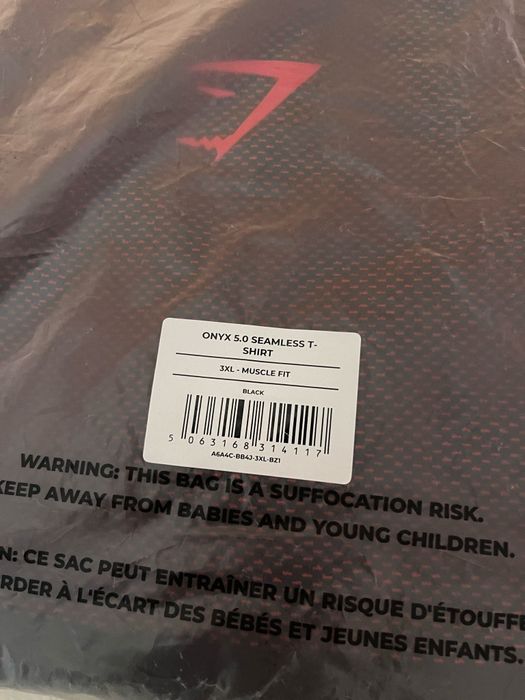 ONYX 5.0 SEAMLESS T-
SHIRT
3XL - MUSCLE FIT
BLACK
5 063168 314117
A6A4C-BB4J-3XL-BZ1
WARNING: THIS BAG IS A SUFFOCATION RISK.
KEEP AWAY FROM BABIES AND YOUNG CHILDREN.
N: CE SAC PEUT ENTRAÎNER UN RISQUE D'ÉTOUFFE
RDER À L'ÉCART DES BÉBÉS ET JEUNES ENFANTS.